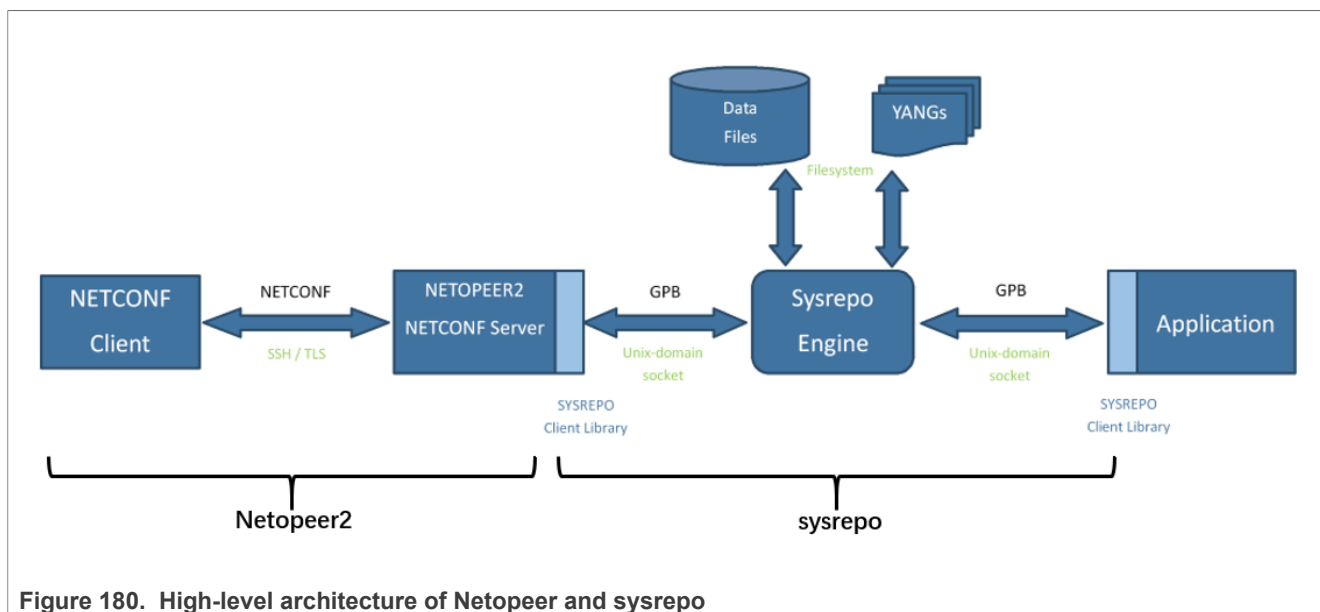 Data
Files
YANGs
Filesystem
NETCONF
Client
NETCONF
SSH / TLS
NETOPEER2
NETCONF Server
GPB
Unix-domain
socket
Sysrepo
Engine
GPB
Unix-domain
socket
Application
SYSREPO
Client Library
SYSREPO
Client Library
Netopeer2
sysrepo
Figure 180. High-level architecture of Netopeer and sysrepo